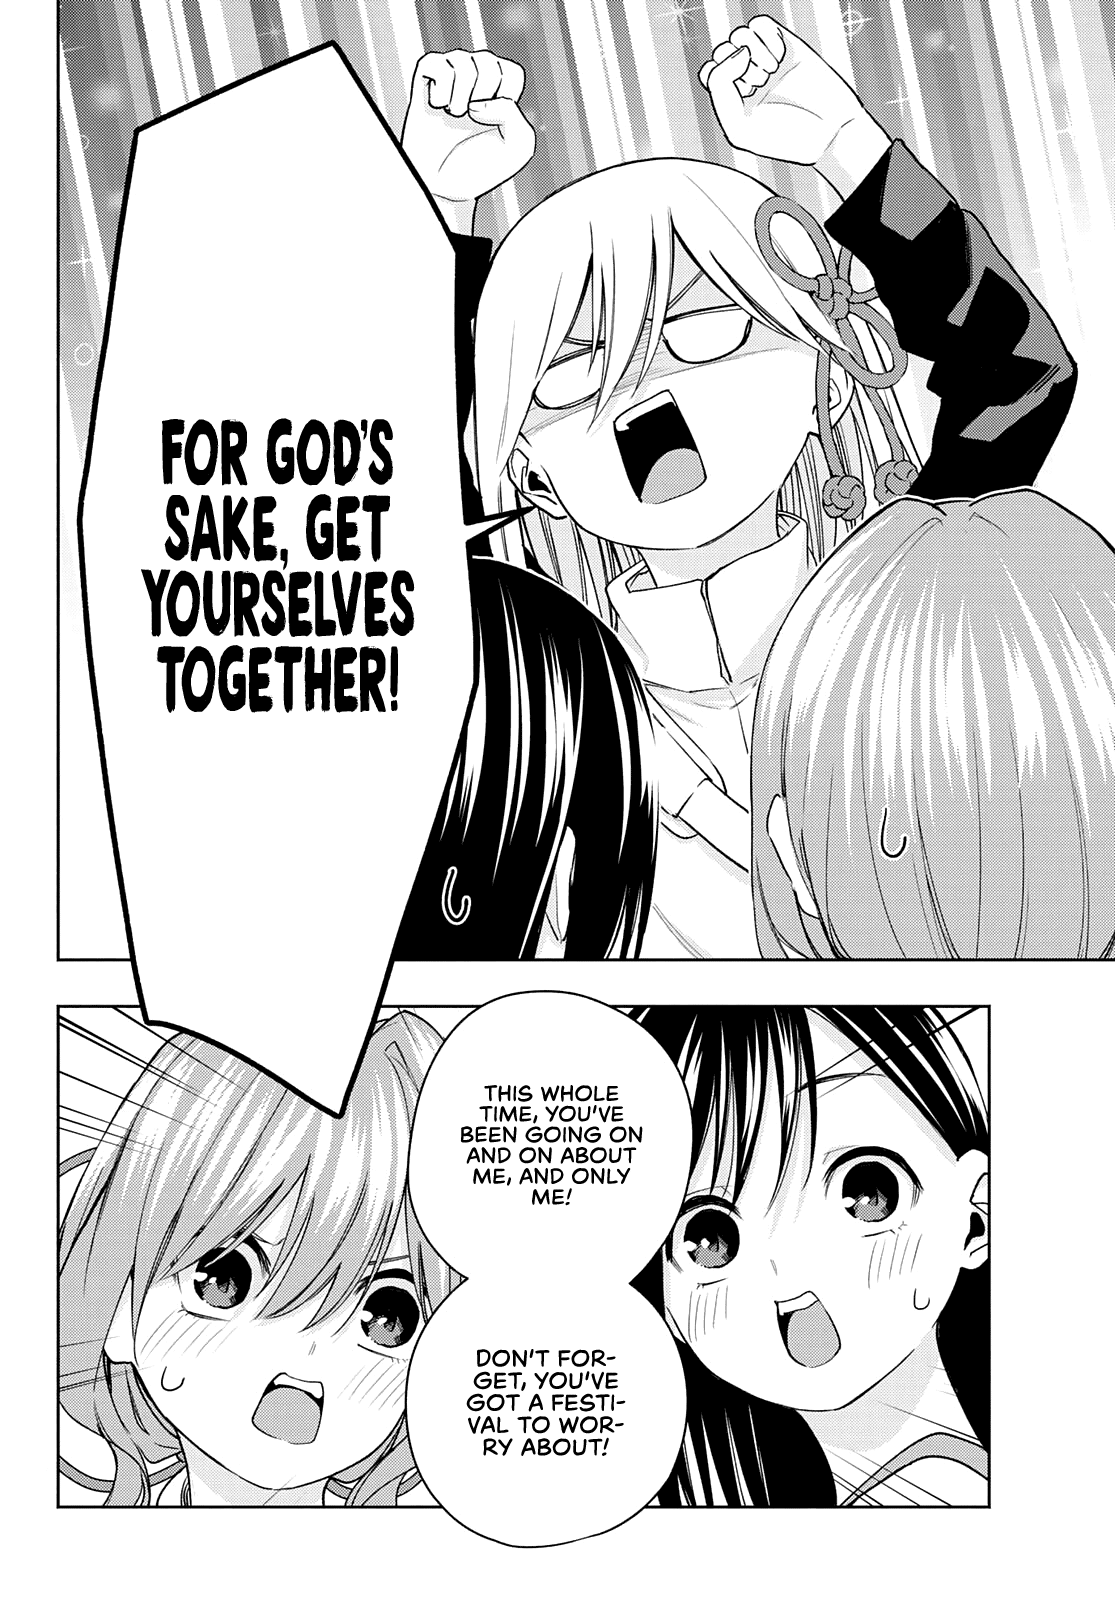 FOR GOD'S
SAKE, GET
YOURSELVES
TOGETHER!
THIS WHOLE
TIME, YOU'VE
BEEN GOING ON
AND ON ABOUT
ME, AND ONLY
ME!
DON'T FOR-
GET, YOU'VE
GOT A FESTI-
VAL TO WOR-
RY ABOUT!